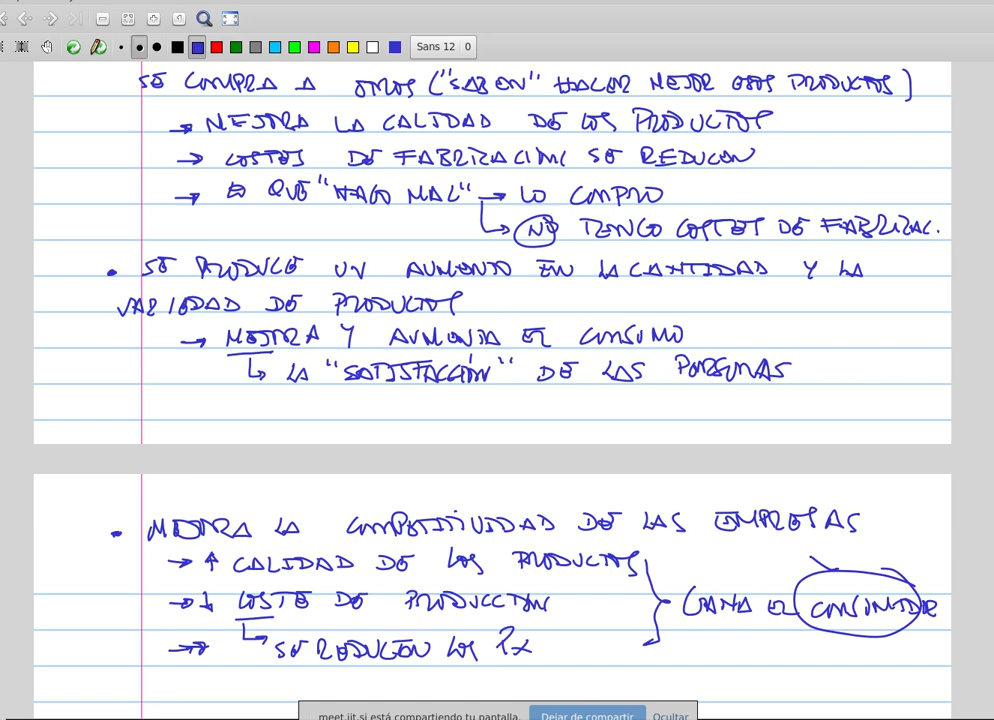 Sans 12 0
SE COMPRA A OTROS ("SABEN" HACER MEJOR ESOS PRODUCTOS)
→ MEJORA LA CALIDAD DE LOS PRODUCTOS
→ COSTES DE FABRIZACIÓN SE REDUCEN
→ QUE "HAGO MAL" → LO COMPRO
↳ NO TENGO COSTES DE FABRIZAC.
• SE PRODUCE UN AUMENTO EN LA CANTIDAD Y LA
VARIEDAD DE PRODUCTOS
→ MEJORA Y AUMENTA EL CONSUMO
↳ LA "SATISFACCIÓN" DE LAS PERSONAS
• MEJORA LA COMPETITIVIDAD DE LAS EMPRESAS
→ ↑ CALIDAD DE LOS PRODUCTOS
→ ↓ COSTE DE PRODUCCION
GANA EL CONSUMIDOR
↳ SE REDUCEN LOS Px
meet.jit.si está compartiendo tu pantalla. Dejar de compartir Ocultar